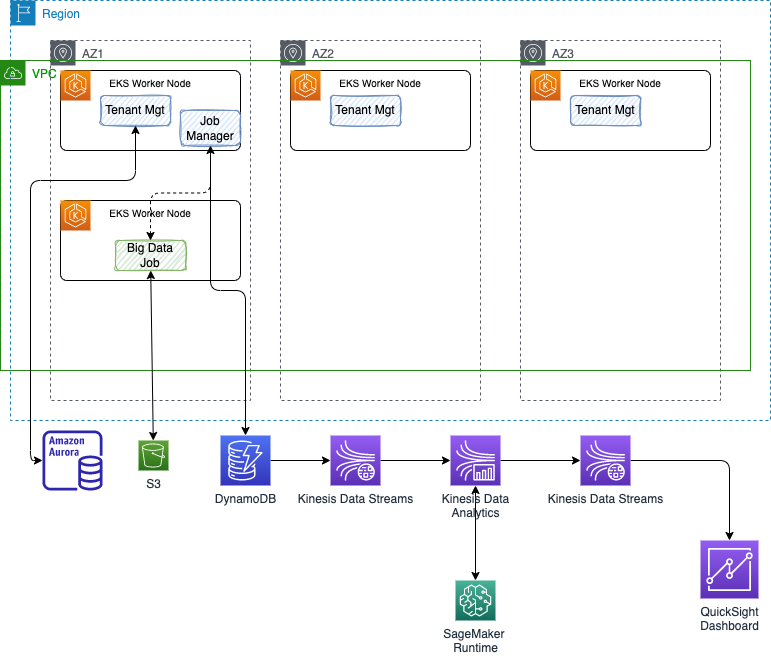 Region
AZ1
AZ2
AZ3
VPC
EKS Worker Node
EKS Worker Node
EKS Worker Node
Tenant Mgt
Job
Manager
Tenant Mgt
Tenant Mgt
EKS Worker Node
Big Data
Job
Amazon
Aurora
S3
DynamoDB
Kinesis Data Streams
Kinesis Data
Analytics
Kinesis Data Streams
QuickSight
Dashboard
SageMaker
Runtime